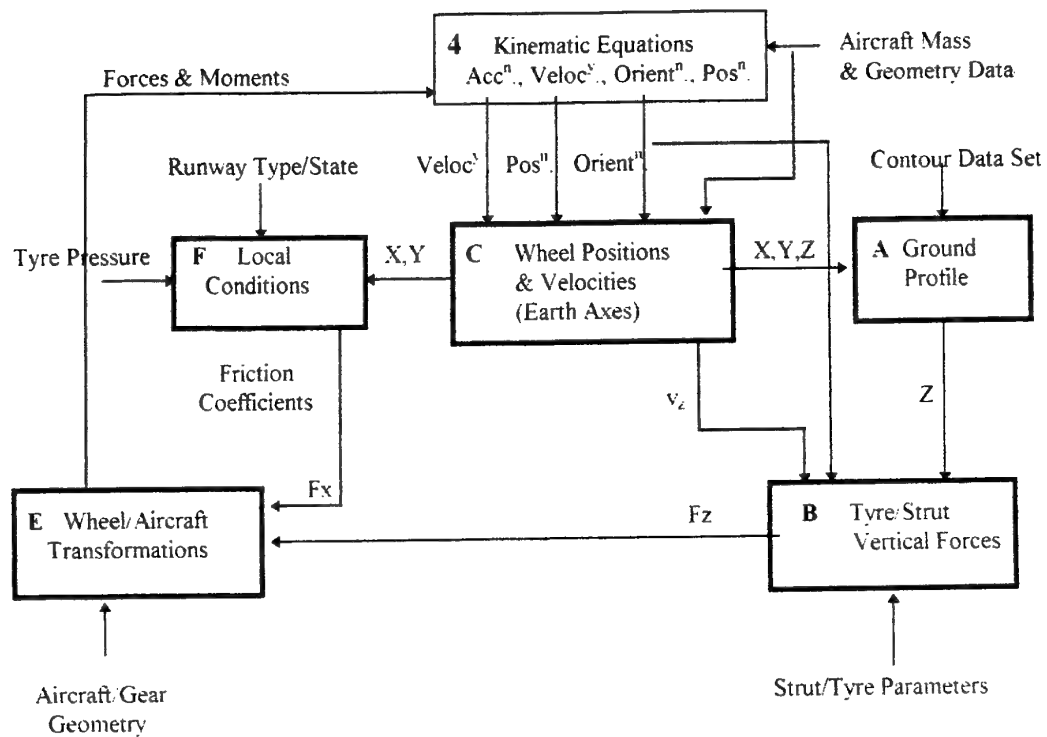 4 Kinematic Equations
Accⁿ., Velocʸ., Orientⁿ., Posⁿ.
Aircraft Mass
& Geometry Data
Forces & Moments
Runway Type/State
Velocʸ
Posⁿ.
Orientⁿ.
Contour Data Set
Tyre Pressure
F Local
Conditions
X,Y
C Wheel Positions
& Velocities
(Earth Axes)
X,Y,Z
A Ground
Profile
Friction
Coefficients
vz
Z
Fx
E Wheel/Aircraft
Transformations
Fz
B Tyre/Strut
Vertical Forces
Aircraft/Gear
Geometry
Strut/Tyre Parameters